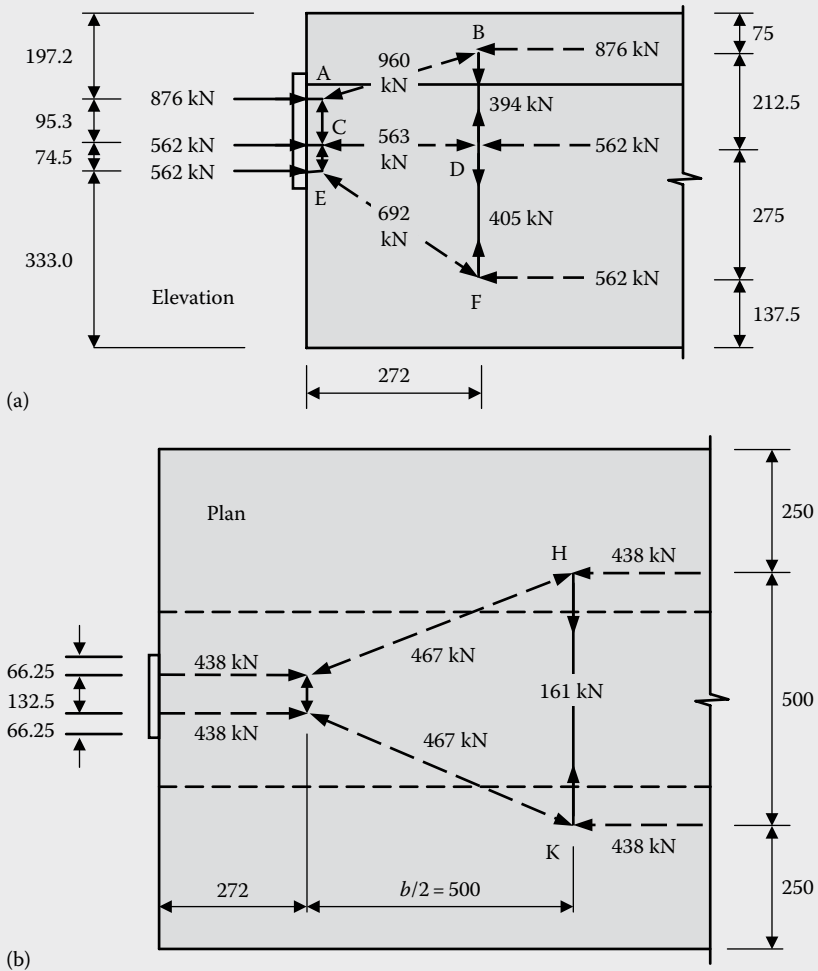 197.2
95.3
74.5
333.0
876 kN
562 kN
562 kN
A
B
C
D
E
F
960
kN
563
kN
692
kN
394 kN
405 kN
876 kN
562 kN
562 kN
75
212.5
275
137.5
Elevation
272
(a)
Plan
66.25
132.5
66.25
438 kN
438 kN
H
438 kN
467 kN
161 kN
467 kN
K
438 kN
250
500
250
272
b/2 = 500
(b)